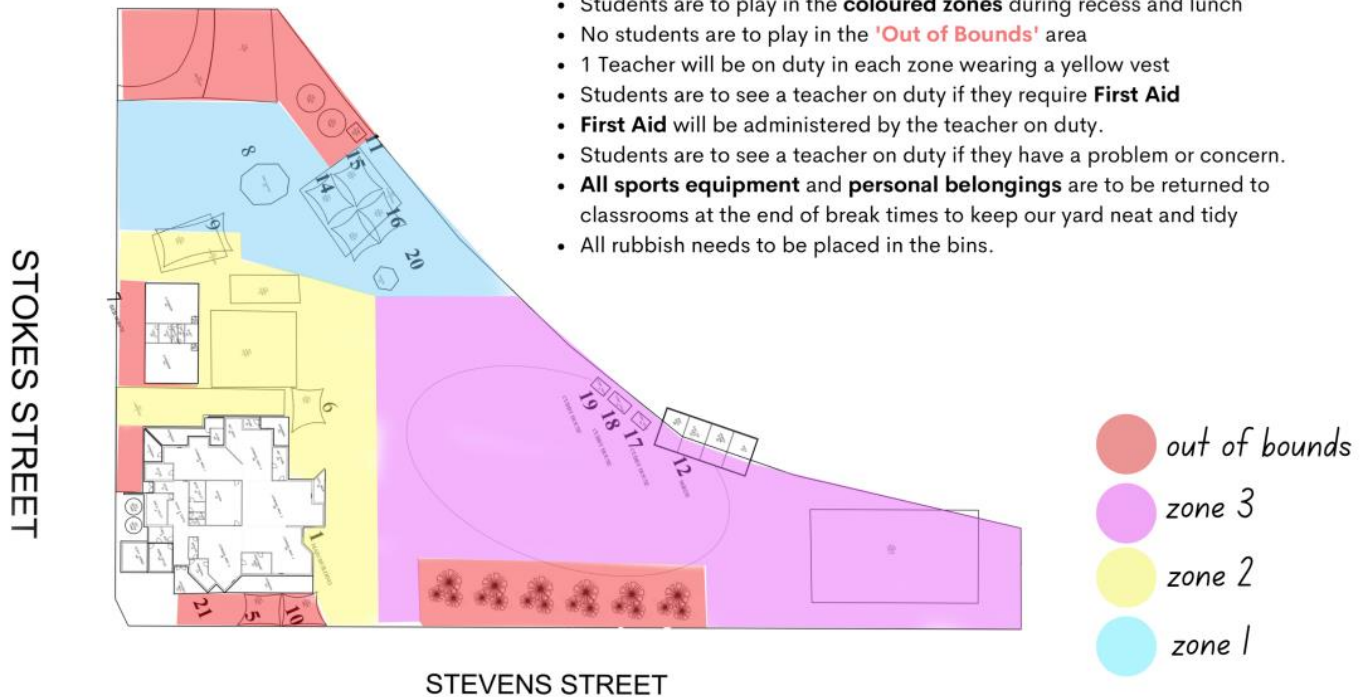 • Students are to play in the coloured zones during recess and lunch
• No students are to play in the 'Out of Bounds' area
• 1 Teacher will be on duty in each zone wearing a yellow vest
• Students are to see a teacher on duty if they require First Aid
• First Aid will be administered by the teacher on duty.
• Students are to see a teacher on duty if they have a problem or concern.
• All sports equipment and personal belongings are to be returned to
classrooms at the end of break times to keep our yard neat and tidy
• All rubbish needs to be placed in the bins.
11
15
8
14
16
9
20
7
6
19
18
17
12
1
21
5
10
CUBBY HOUSE
CUBBY HOUSE
CUBBY HOUSE
STOKES STREET
STEVENS STREET
out of bounds
zone 3
zone 2
zone 1